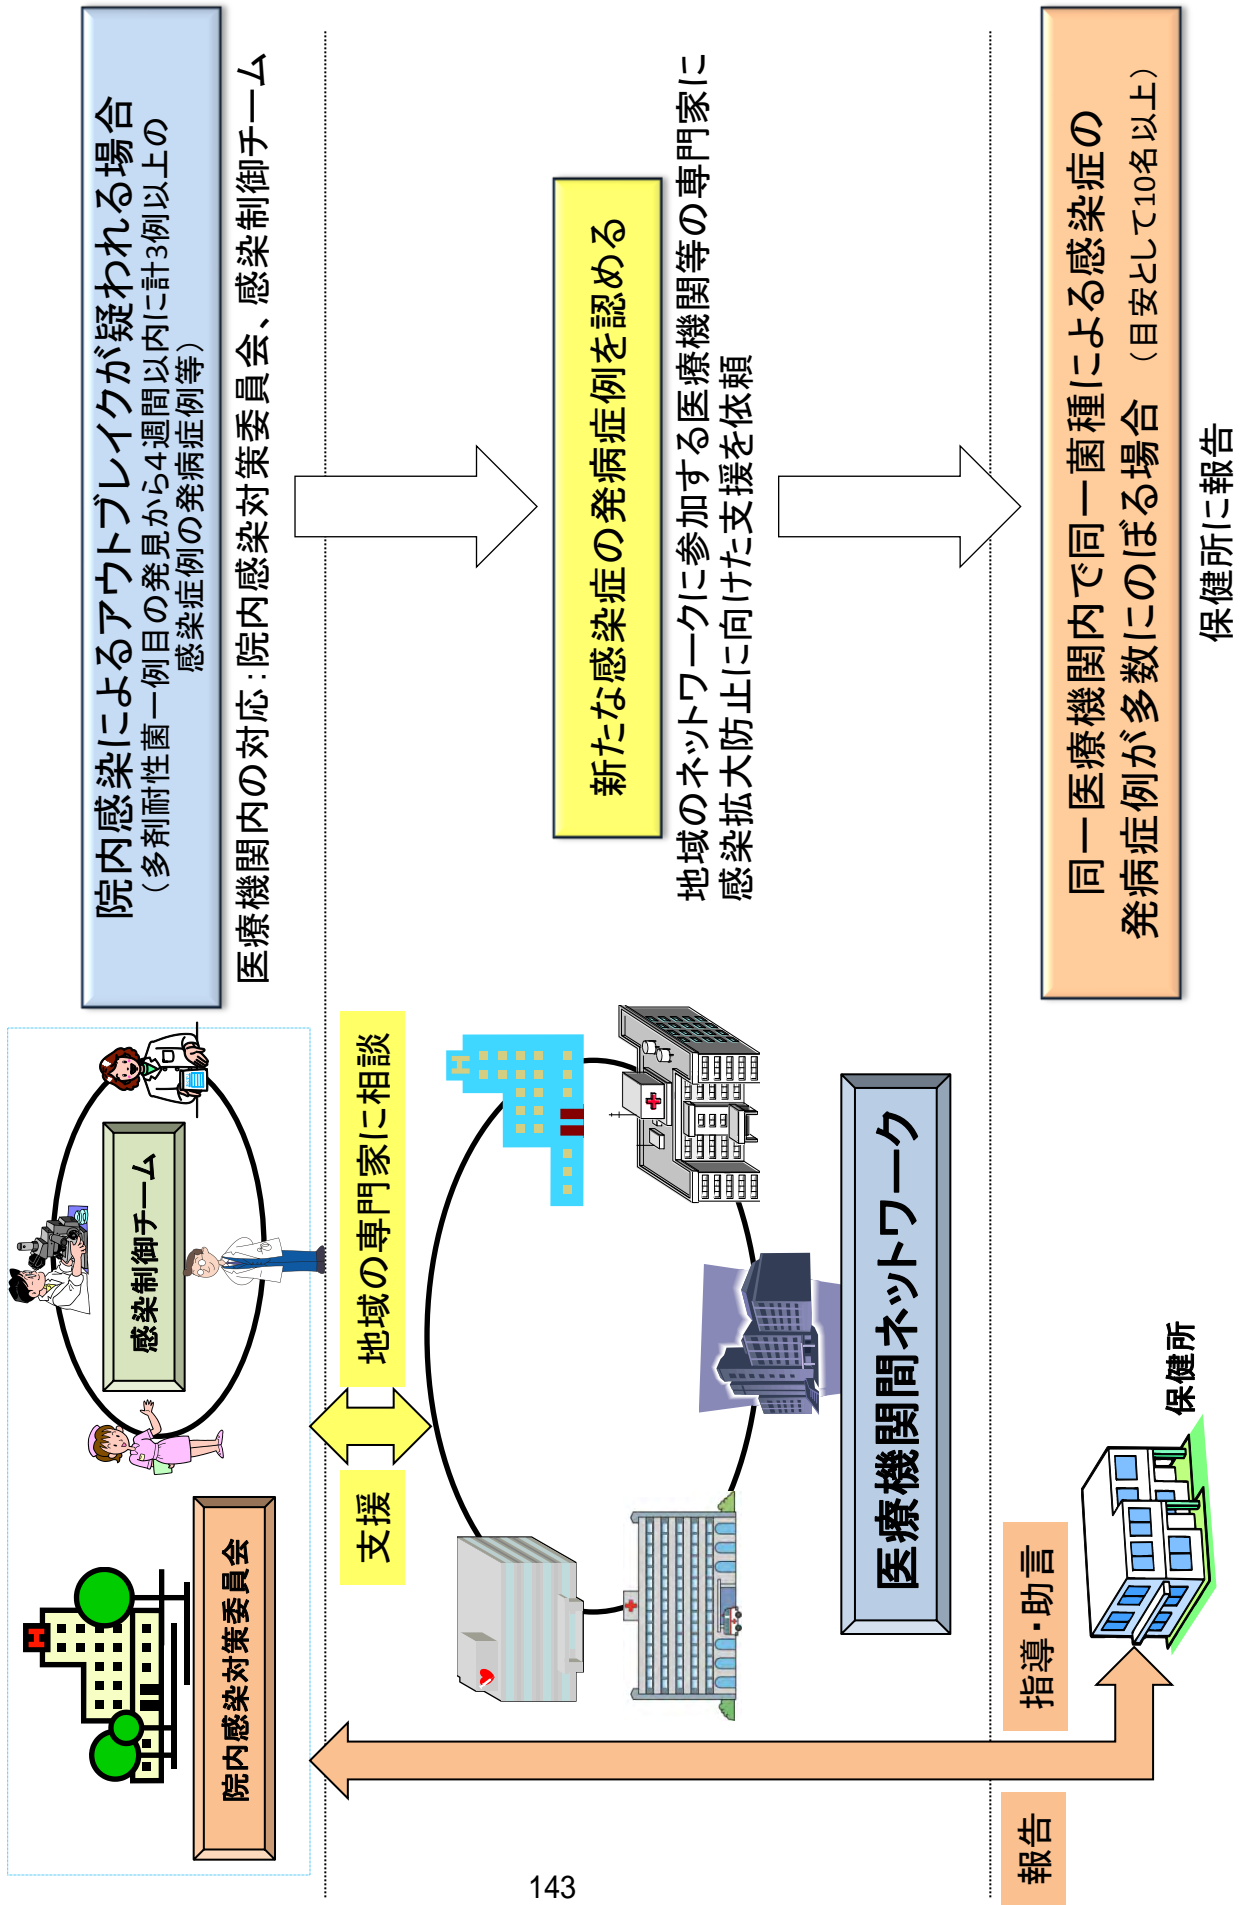 院内感染対策委員会
感染制御チーム
院内感染によるアウトブレイクが疑われる場合
（多剤耐性菌一例目の発見から４週間以内に計３例以上の
感染症例の発病症例等）
医療機関内の対応：院内感染対策委員会、感染制御チーム
支援
地域の専門家に相談
新たな感染症の発病症例を認める
地域のネットワークに参加する医療機関等の専門家に
感染拡大防止に向けた支援を依頼
医療機関間ネットワーク
報告
指導・助言
保健所
同一医療機関内で同一菌種による感染症の
発病症例が多数にのぼる場合 （目安として10名以上）
保健所に報告
H
H
143